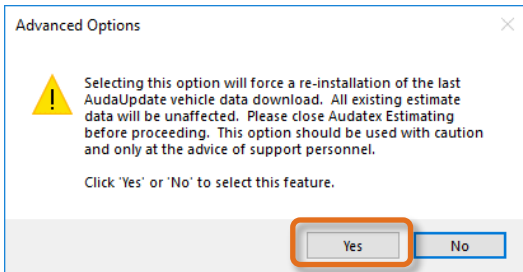 Advanced Options
Selecting this option will force a re-installation of the last
AudaUpdate vehicle data download. All existing estimate
data will be unaffected. Please close Audatex Estimating
before proceeding. This option should be used with caution
and only at the advice of support personnel.
Click 'Yes' or 'No' to select this feature.
Yes
No